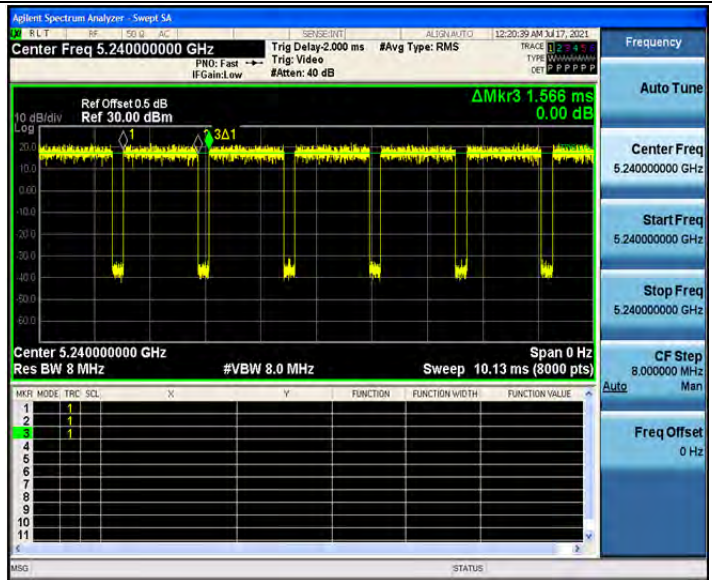 Agilent Spectrum Analyzer - Swept SA
RLT RF 50 Ω AC SENSE:INT ALIGNAUTO 12:20:39 AM Jul 17, 2021
Center Freq 5.240000000 GHz
PNO: Fast
IFGain:Low
Trig Delay-2.000 ms
Trig: Video
#Atten: 40 dB
#Avg Type: RMS
TRACE 1 2 3 4 5 6
TYPE W
DET P P P P P P
Frequency
Auto Tune
Center Freq
5.240000000 GHz
Start Freq
5.240000000 GHz
Stop Freq
5.240000000 GHz
CF Step
8.000000 MHz
Auto Man
Freq Offset
0 Hz
ΔMkr3 1.566 ms
0.00 dB
Ref Offset 0.5 dB
10 dB/div Ref 30.00 dBm
Log
1 3Δ1
20.0
10.0
0.00
-10.0
-20.0
-30.0
-40.0
-50.0
-60.0
Center 5.240000000 GHz Span 0 Hz
Res BW 8 MHz #VBW 8.0 MHz Sweep 10.13 ms (8000 pts)
MKR MODE TRC SCL X Y FUNCTION FUNCTION WIDTH FUNCTION VALUE
1 1
2 1
3 1
4
5
6
7
8
9
10
11
MSG STATUS